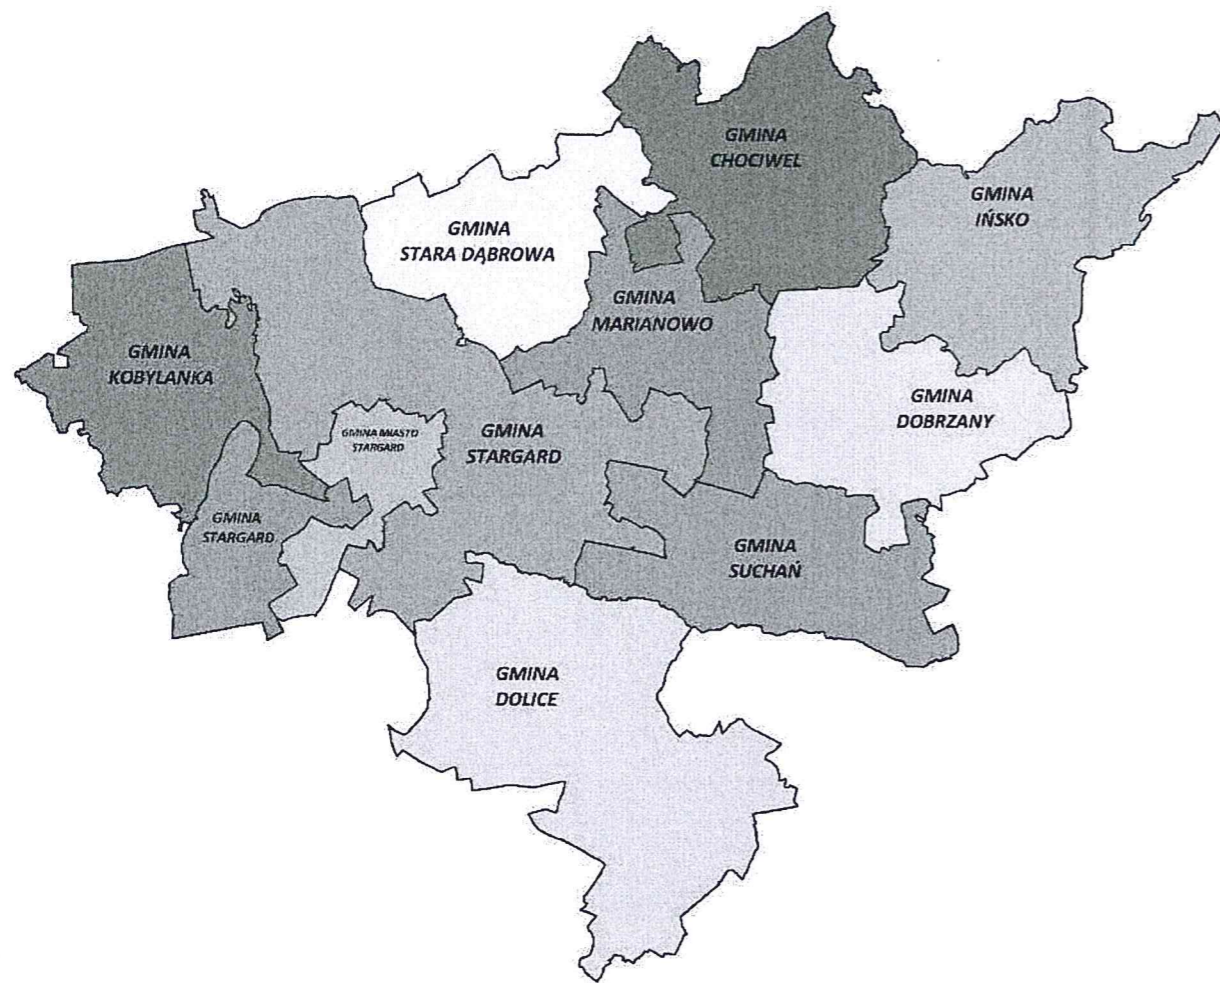 GMINA
CHOCIWEL
GMINA
IŃSKO
GMINA
STARA DĄBROWA
GMINA
MARIANOWO
GMINA
KOBYLANKA
GMINA
DOBRZANY
GMINA MIASTO
STARGARD
GMINA
STARGARD
GMINA
STARGARD
GMINA
SUCHAŃ
GMINA
DOLICE